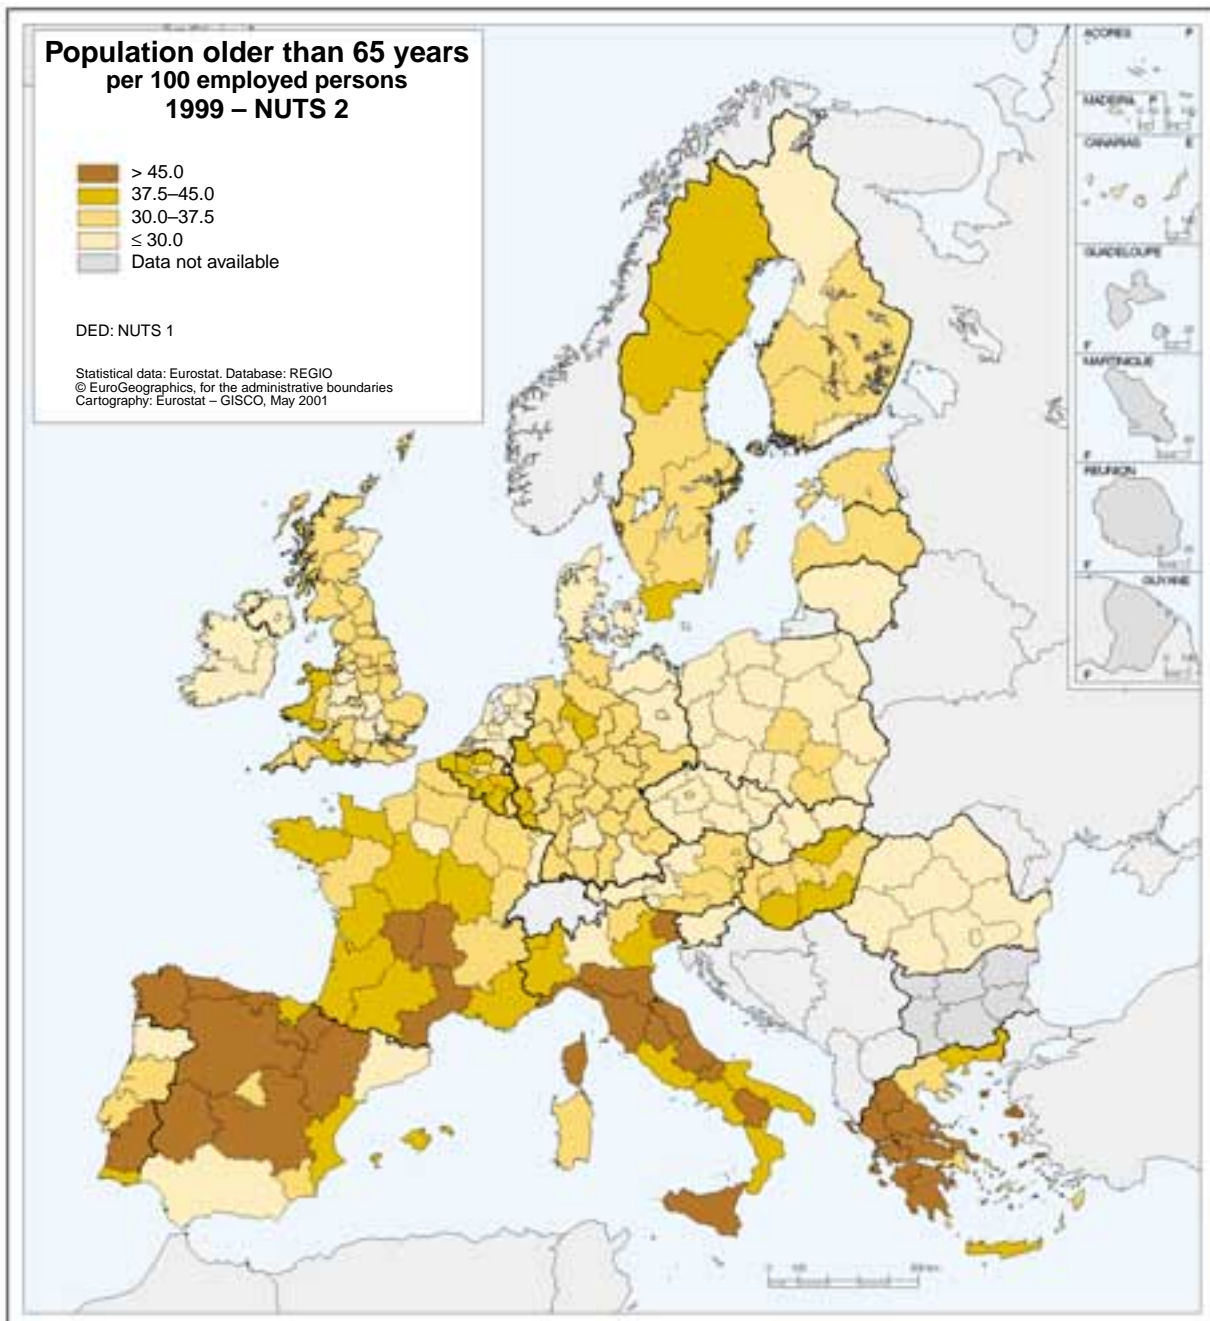 Population older than 65 years
per 100 employed persons
1999 – NUTS 2
> 45.0
37.5–45.0
30.0–37.5
≤ 30.0
Data not available
DED: NUTS 1
Statistical data: Eurostat. Database: REGIO
© EuroGeographics, for the administrative boundaries
Cartography: Eurostat – GISCO, May 2001
AÇORES P
MADEIRA P
CANARIAS E
GUADELOUPE
F
MARTINIQUE
F
REUNION
F
GUYANE
F